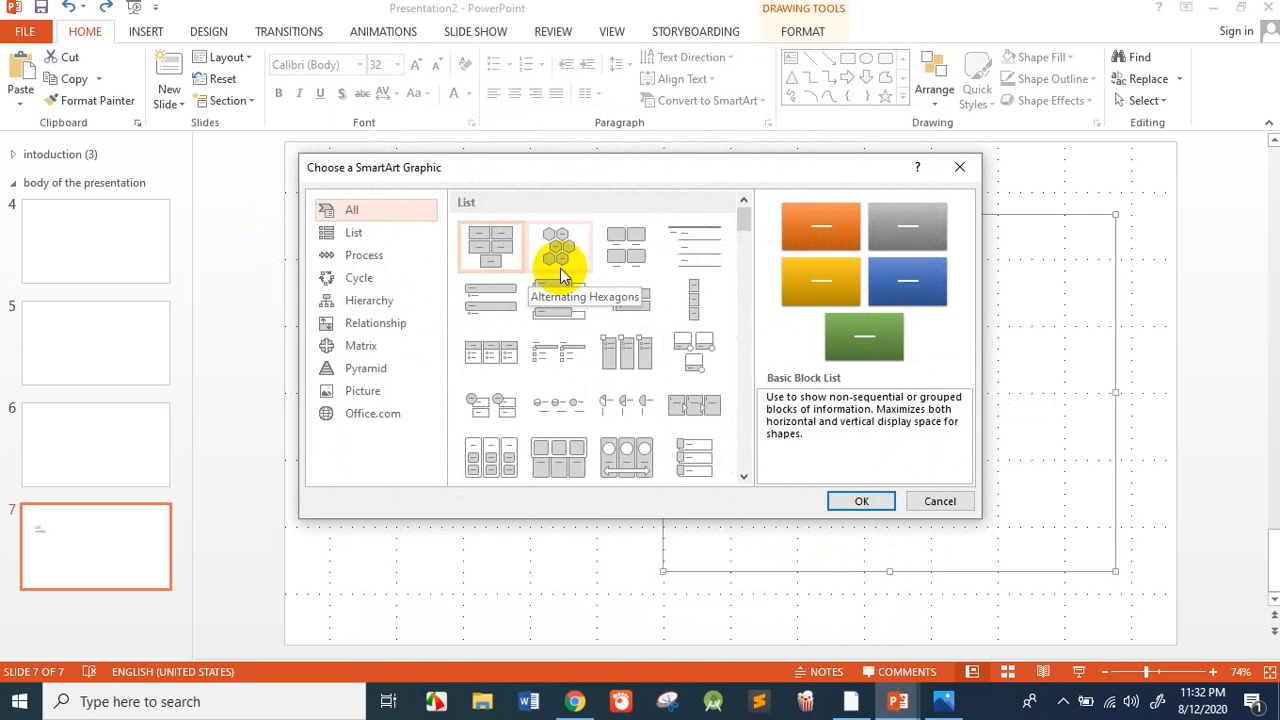 Presentation2 - PowerPoint
DRAWING TOOLS
FILE HOME INSERT DESIGN TRANSITIONS ANIMATIONS SLIDE SHOW REVIEW VIEW STORYBOARDING FORMAT Sign in
Paste
Cut
Copy
Format Painter
Clipboard
New
Slide
Layout
Reset
Section
Slides
Calibri (Body) 32
B I U S abc AV Aa A
Font
Text Direction
Align Text
Convert to SmartArt
Paragraph
Arrange
Quick
Styles
Shape Fill
Shape Outline
Shape Effects
Drawing
Find
Replace
Select
Editing
intoduction (3)
body of the presentation
4
5
6
7
Choose a SmartArt Graphic
All
List
Process
Cycle
Hierarchy
Relationship
Matrix
Pyramid
Picture
Office.com
List
Alternating Hexagons
Basic Block List
Use to show non-sequential or grouped
blocks of information. Maximizes both
horizontal and vertical display space for
shapes.
OK Cancel
SLIDE 7 OF 7 ENGLISH (UNITED STATES) NOTES COMMENTS 74%
Type here to search
11:32 PM
8/12/2020